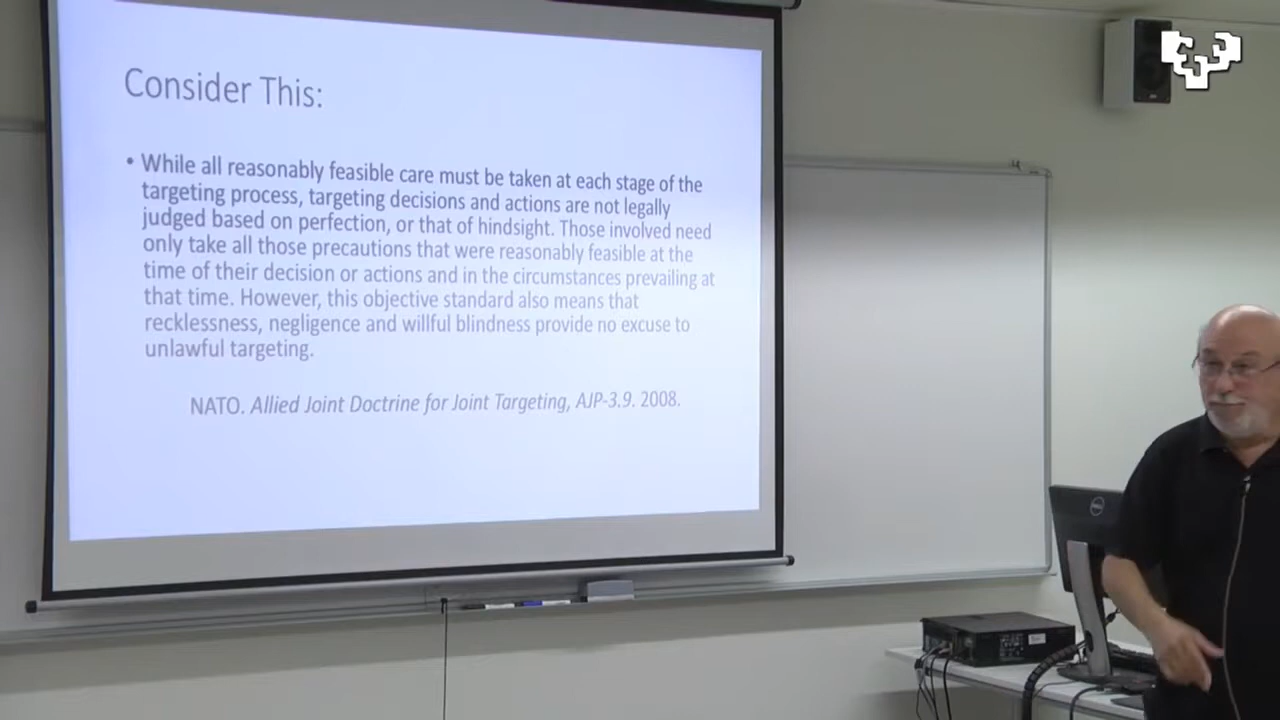 Consider This:
• While all reasonably feasible care must be taken at each stage of the
targeting process, targeting decisions and actions are not legally
judged based on perfection, or that of hindsight. Those involved need
only take all those precautions that were reasonably feasible at the
time of their decision or actions and in the circumstances prevailing at
that time. However, this objective standard also means that
recklessness, negligence and willful blindness provide no excuse to
unlawful targeting.
NATO. Allied Joint Doctrine for Joint Targeting, AJP-3.9. 2008.
DELL